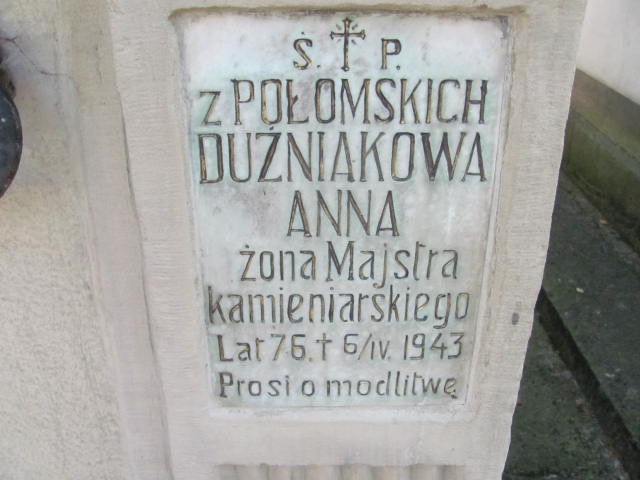 Ś. † P.
z POŁOMSKICH
DUŹNIAKOWA
ANNA
żona Majstra
kamieniarskiego
Lat 76. † 6/IV. 1943
Prosi o modlitwę